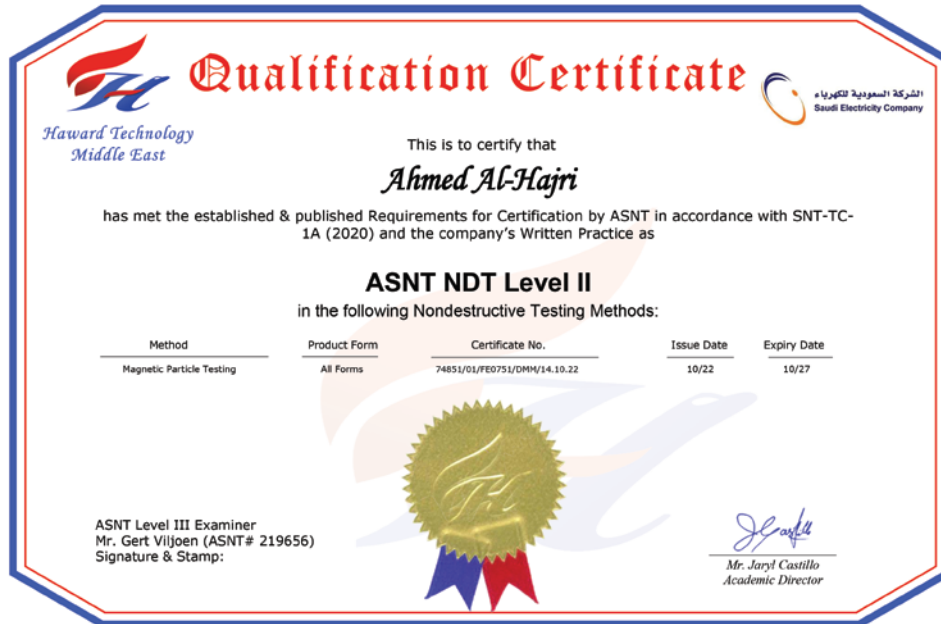 Qualification Certificate
Haward Technology
Middle East
الشركة السعودية للكهرباء
Saudi Electricity Company
This is to certify that
Ahmed Al-Hajri
has met the established & published Requirements for Certification by ASNT in accordance with SNT-TC-
1A (2020) and the company's Written Practice as
ASNT NDT Level II
in the following Nondestructive Testing Methods:
Method Product Form Certificate No. Issue Date Expiry Date
Magnetic Particle Testing All Forms 74851/01/FE0751/DMM/14.10.22 10/22 10/27
ASNT Level III Examiner
Mr. Gert Viljoen (ASNT# 219656)
Signature & Stamp:
Mr. Jaryl Castillo
Academic Director